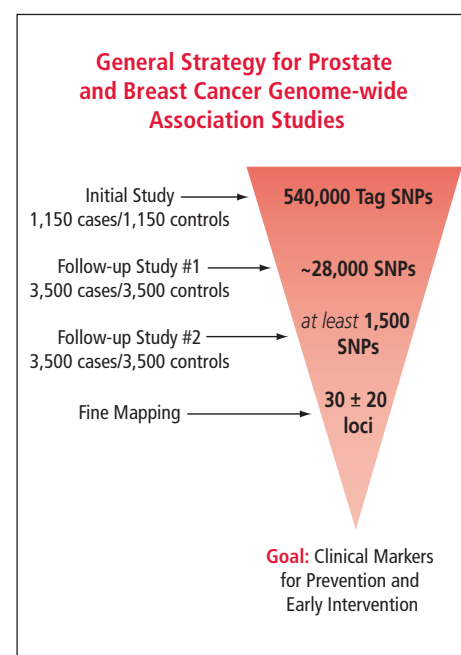 General Strategy for Prostate
and Breast Cancer Genome-wide
Association Studies
Initial Study
1,150 cases/1,150 controls
540,000 Tag SNPs
Follow-up Study #1
3,500 cases/3,500 controls
~28,000 SNPs
Follow-up Study #2
3,500 cases/3,500 controls
at least 1,500
SNPs
Fine Mapping
30 ± 20
loci
Goal: Clinical Markers
for Prevention and
Early Intervention